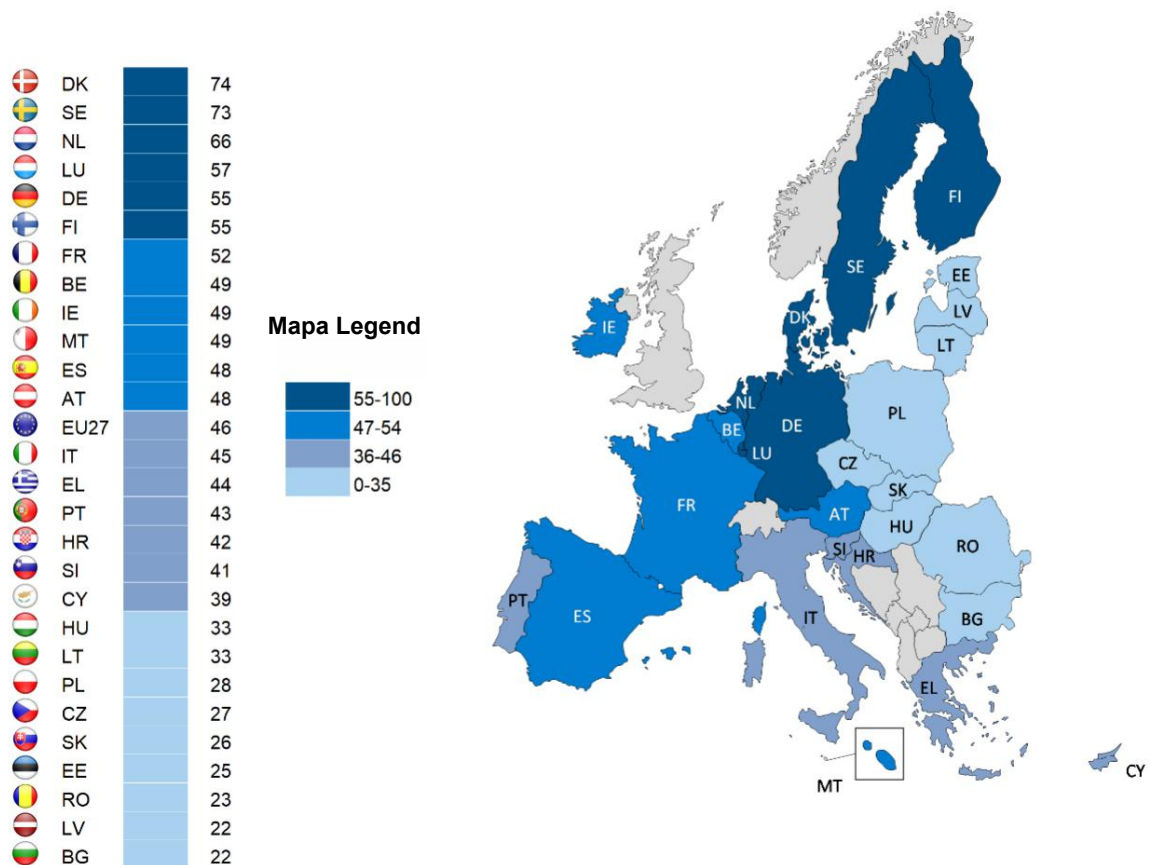 DK 74
SE 73
NL 66
LU 57
DE 55
FI 55
FR 52
BE 49
IE 49
MT 49
ES 48
AT 48
EU27 46
IT 45
EL 44
PT 43
HR 42
SI 41
CY 39
HU 33
LT 33
PL 28
CZ 27
SK 26
EE 25
RO 23
LV 22
BG 22
Mapa Legend
55-100
47-54
36-46
0-35
FI
SE
EE
LV
LT
DK
IE
NL
PL
BE
DE
LU
CZ
SK
FR
AT
HU
RO
SI
HR
PT
ES
IT
BG
EL
MT
CY